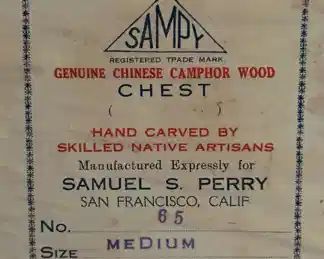 SAMPY
REGISTERED TRADE MARK
GENUINE CHINESE CAMPHOR WOOD
CHEST
( )
HAND CARVED BY
SKILLED NATIVE ARTISANS
Manufactured Expressly for
SAMUEL S. PERRY
SAN FRANCISCO, CALIF
No. 65
SIZE MEDIUM